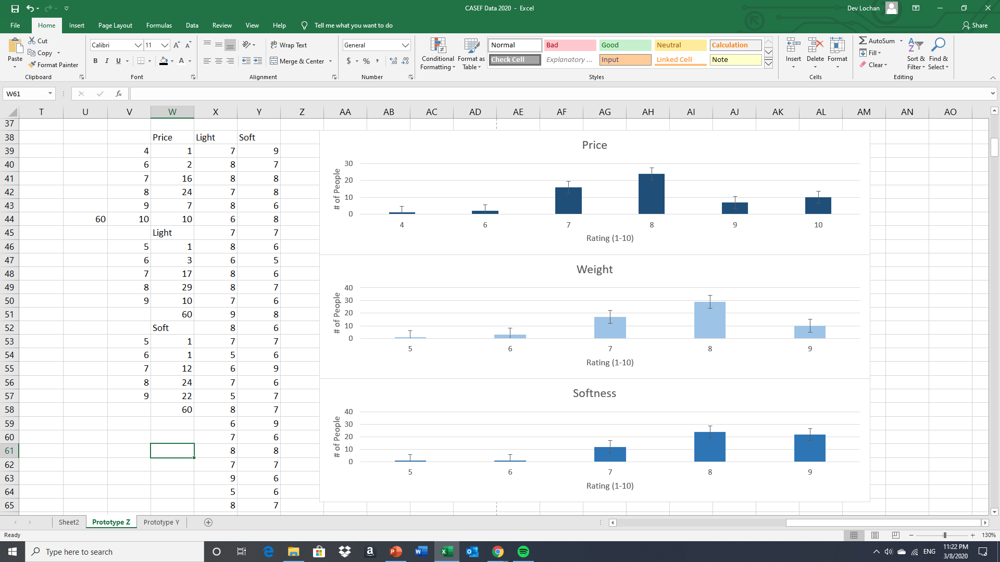 CASEF Data 2020 - Excel
Dev Lochan
File Home Insert Page Layout Formulas Data Review View Help Tell me what you want to do
Share
Paste Cut
Copy
Format Painter
Clipboard
Calibri 11 A A
B I U A
Font
ab Wrap Text
Merge & Center
Alignment
General
$ % ,
Number
Conditional Formatting
Format as Table
Normal Bad Good Neutral Calculation
Check Cell Explanatory ... Input Linked Cell Note
Styles
Insert Delete Format
Cells
AutoSum
Fill
Clear
Sort & Filter
Find & Select
Editing
W61 fx
T U V W X Y Z AA AB AC AD AE AF AG AH AI AJ AK AL AM AN AO
37
38 Price Light Soft
39 4 1 7 9
40 6 2 8 7
41 7 16 8 8
42 8 24 7 8
43 9 7 8 6
44 60 10 10 6 8
45 Light 7 7
46 5 1 8 6
47 6 3 6 5
48 7 17 8 6
49 8 29 8 7
50 9 10 7 6
51 60 9 8
52 Soft 8 6
53 5 1 7 7
54 6 1 5 6
55 7 12 6 9
56 8 24 7 6
57 9 22 5 7
58 60 8 7
59 6 9
60 7 6
61 8 8
62 7 7
63 9 6
64 5 6
65 8 7
Price
# of People
30
20
10
0
4 6 7 8 9 10
Rating (1-10)
Weight
# of People
40
30
20
10
0
5 6 7 8 9
Rating (1-10)
Softness
# of People
40
30
20
10
0
5 6 7 8 9
Rating (1-10)
Sheet2 Prototype Z Prototype Y
Ready
130%
Type here to search
ENG
11:22 PM
3/8/2020